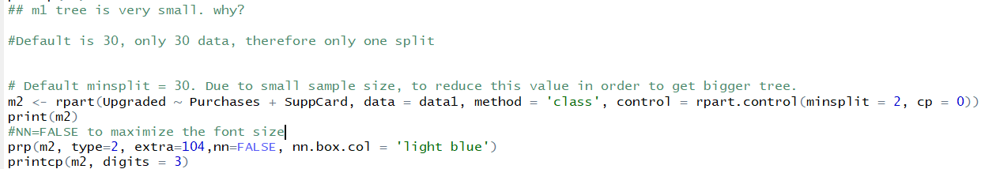 ## m1 tree is very small. why?
#Default is 30, only 30 data, therefore only one split
# Default minsplit = 30. Due to small sample size, to reduce this value in order to get bigger tree.
m2 <- rpart(Upgraded ~ Purchases + SuppCard, data = data1, method = 'class', control = rpart.control(minsplit = 2, cp = 0))
print(m2)
#NN=FALSE to maximize the font size
prp(m2, type=2, extra=104,nn=FALSE, nn.box.col = 'light blue')
printcp(m2, digits = 3)